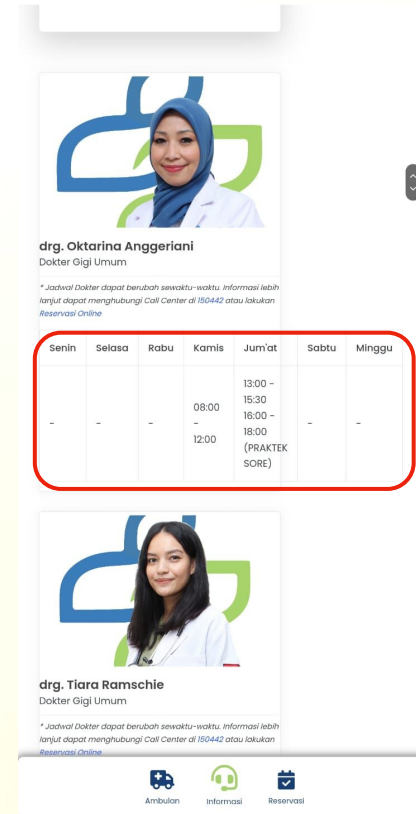 drg. Oktarina Anggeriani
Dokter Gigi Umum
* Jadwal Dokter dapat berubah sewaktu-waktu. Informasi lebih
lanjut dapat menghubungi Call Center di 150442 atau lakukan
Reservasi Online
Senin Selasa Rabu Kamis Jum'at Sabtu Minggu
- - - 08:00 - 12:00 13:00 - 15:30 16:00 - 18:00 (PRAKTEK SORE) - -
drg. Tiara Ramschie
Dokter Gigi Umum
* Jadwal Dokter dapat berubah sewaktu-waktu. Informasi lebih
lanjut dapat menghubungi Call Center di 150442 atau lakukan
Reservasi Online
Ambulan Informasi Reservasi